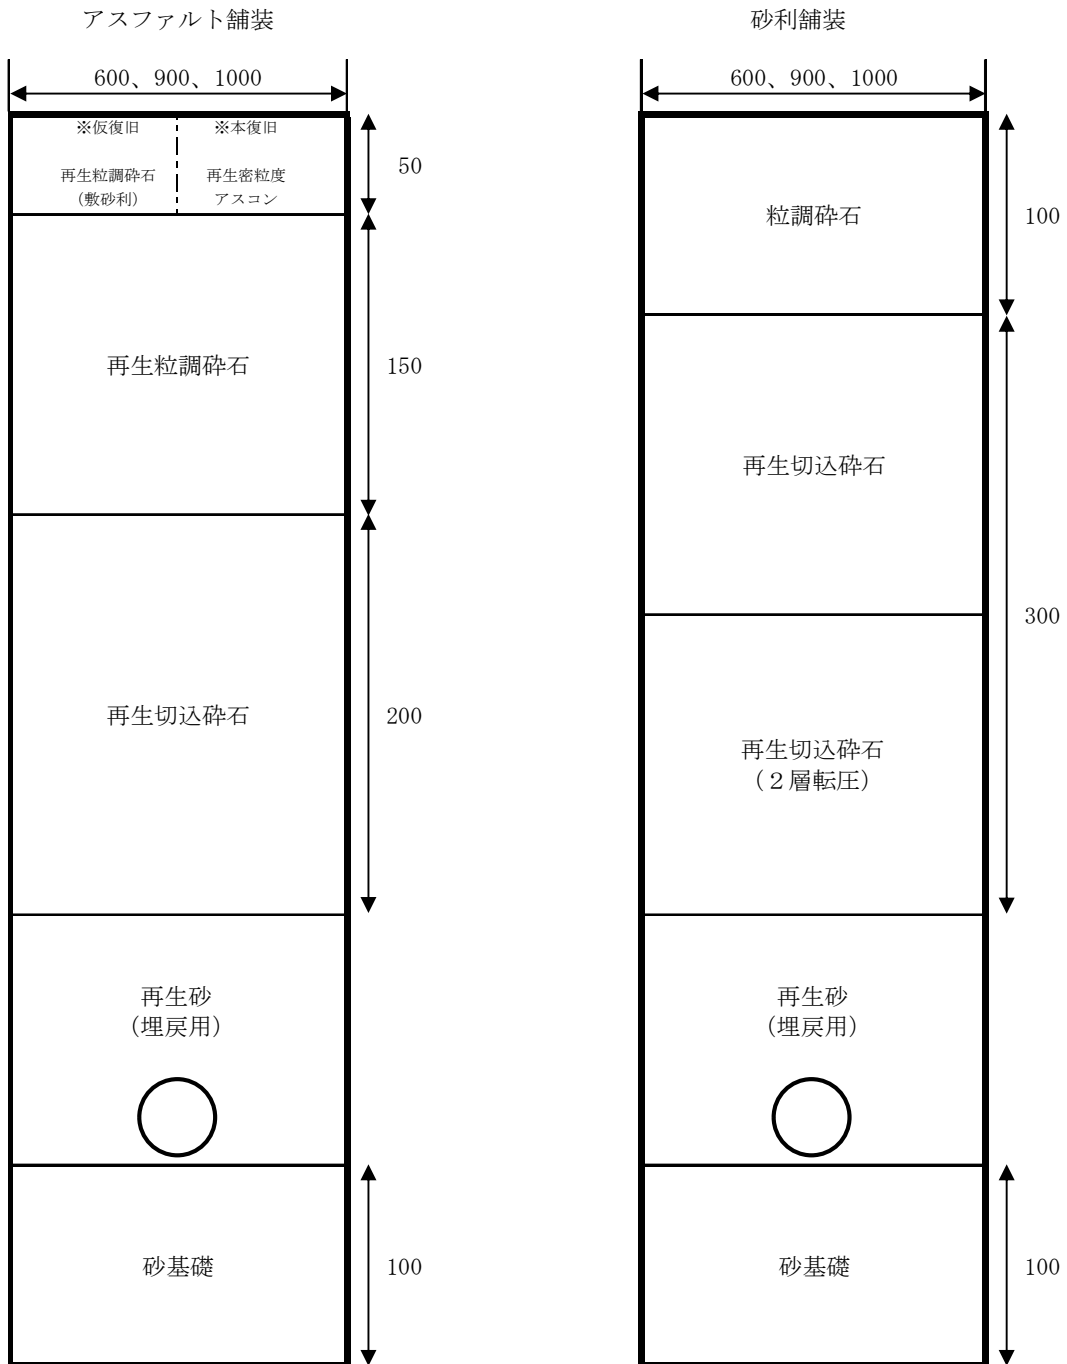 アスファルト舗装
600、900、1000
※仮復旧
※本復旧
再生粒調砕石
(敷砂利)
再生密粒度
アスコン
50
再生粒調砕石
150
再生切込砕石
200
再生砂
(埋戻用)
砂基礎
100
砂利舗装
600、900、1000
粒調砕石
100
再生切込砕石
300
再生切込砕石
(２層転圧)
再生砂
(埋戻用)
砂基礎
100